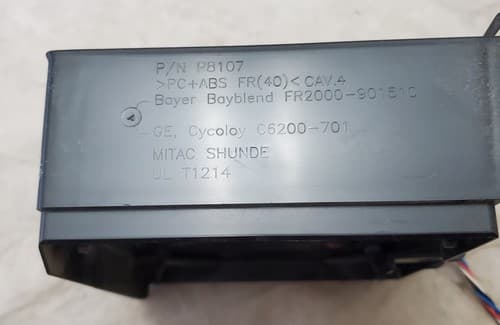 P/N P8107
>PC+ABS FR(40)< CAV.4
Bayer Bayblend FR2000-901510
GE, Cycoloy C6200-701
MITAC SHUNDE
UL T1214